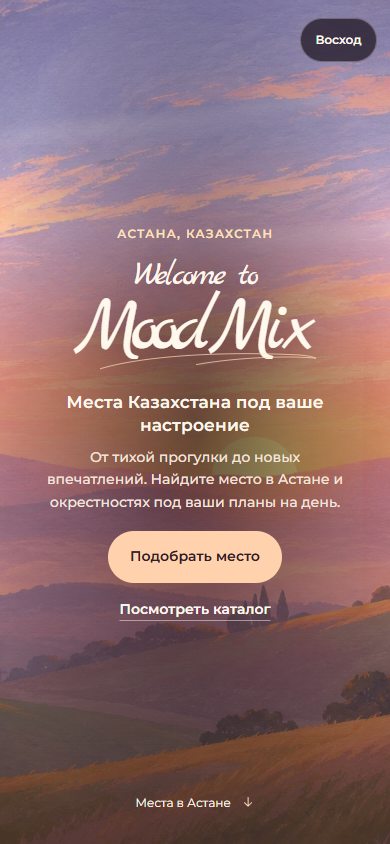 Восход
АСТАНА, КАЗАХСТАН
Welcome to
MoodMix
Места Казахстана под ваше
настроение
От тихой прогулки до новых
впечатлений. Найдите место в Астане и
окрестностях под ваши планы на день.
Подобрать место
Посмотреть каталог
Места в Астане ↓